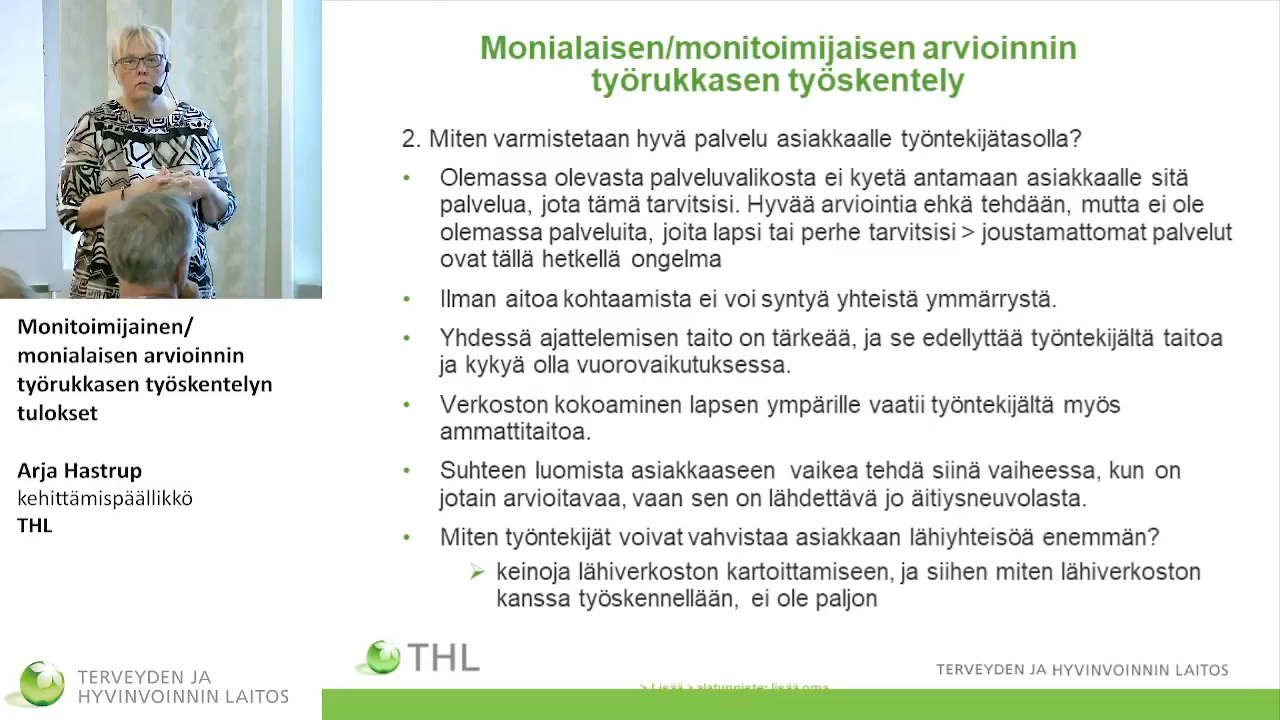 Monialaisen/monitoimijaisen arvioinnin
työrukkasen työskentely
2. Miten varmistetaan hyvä palvelu asiakkaalle työntekijätasolla?
• Olemassa olevasta palveluvalikosta ei kyetä antamaan asiakkaalle sitä
palvelua, jota tämä tarvitsisi. Hyvää arviointia ehkä tehdään, mutta ei ole
olemassa palveluita, joita lapsi tai perhe tarvitsisi > joustamattomat palvelut
ovat tällä hetkellä ongelma
• Ilman aitoa kohtaamista ei voi syntyä yhteistä ymmärrystä.
• Yhdessä ajattelemisen taito on tärkeää, ja se edellyttää työntekijältä taitoa
ja kykyä olla vuorovaikutuksessa.
• Verkoston kokoaminen lapsen ympärille vaatii työntekijältä myös
ammattitaitoa.
• Suhteen luomista asiakkaaseen vaikea tehdä siinä vaiheessa, kun on
jotain arvioitavaa, vaan sen on lähdettävä jo äitiysneuvolasta.
• Miten työntekijät voivat vahvistaa asiakkaan lähiyhteisöä enemmän?
➢ keinoja lähiverkoston kartoittamiseen, ja siihen miten lähiverkoston
kanssa työskennellään, ei ole paljon
THL
TERVEYDEN JA HYVINVOINNIN LAITOS
> Lisää > alatunniste: lisää oma
Monitoimijainen/
monialaisen arvioinnin
työrukkasen työskentelyn
tulokset
Arja Hastrup
kehittämispäällikkö
THL
TERVEYDEN JA
HYVINVOINNIN LAITOS